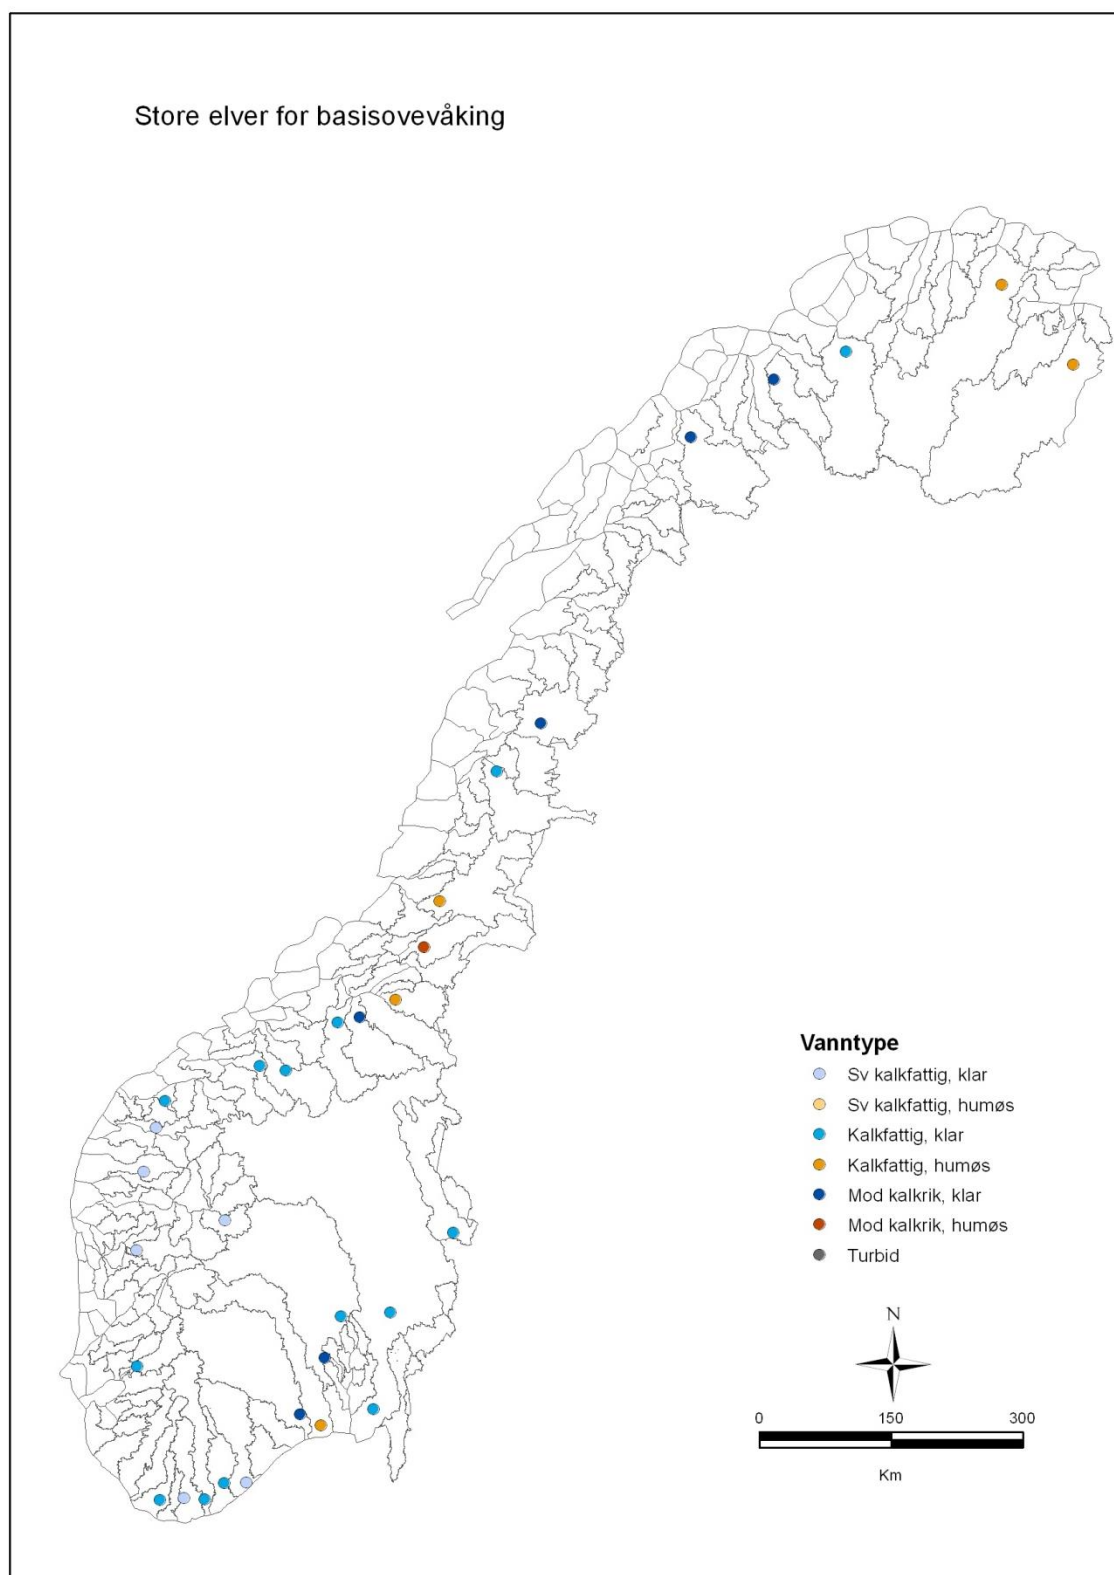 Store elver for basisovevåking
Vanntype
Sv kalkfattig, klar
Sv kalkfattig, humøs
Kalkfattig, klar
Kalkfattig, humøs
Mod kalkrik, klar
Mod kalkrik, humøs
Turbid
N
0 150 300
Km